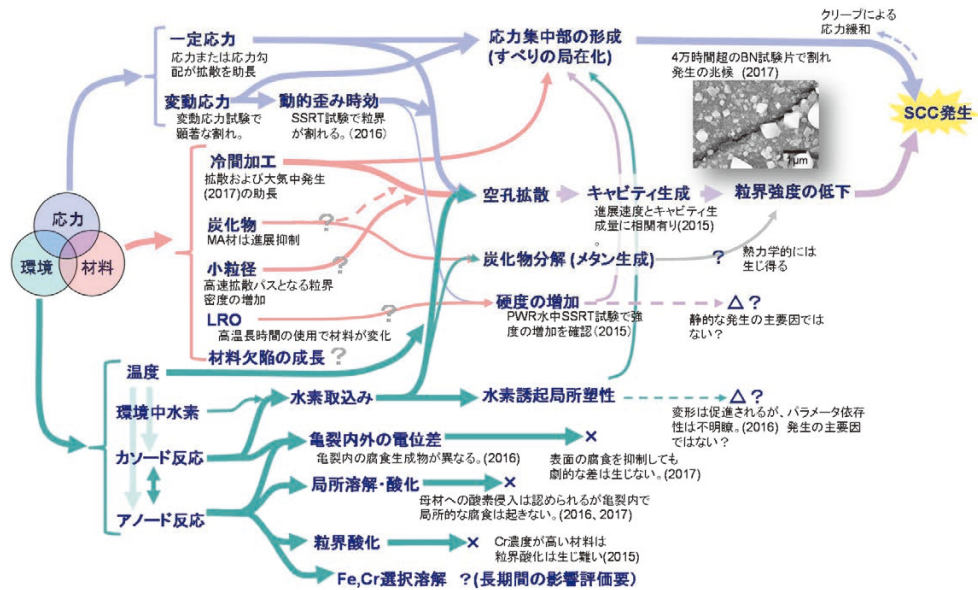 クリープによる
応力緩和
一定応力
応力または応力勾
配が拡散を助長
応力集中部の形成
(すべりの局在化)
4万時間超のBN試験片で割れ
発生の兆候 (2017)
SCC発生
変動応力
変動応力試験で
顕著な割れ。
動的歪み時効
SSRT試験で粒界
が割れる。(2016)
1μm
冷間加工
拡散および大気中発生
(2017)の助長
空孔拡散
キャビティ生成
進展速度とキャビティ生
成量に相関有り(2015)
。
粒界強度の低下
応力
環境
材料
炭化物
?
MA材は進展抑制
炭化物分解 (メタン生成)
?
熱力学的には
生じ得る
小粒径
?
高速拡散パスとなる粒界
密度の増加
LRO
?
高温長時間の使用で材料が変化
硬度の増加
PWR水中SSRT試験で強
度の増加を確認(2015)
△?
静的な発生の主要因では
ない?
材料欠陥の成長
?
温度
環境中水素
水素取込み
水素誘起局所塑性
△?
変形は促進されるが、パラメータ依存
性は不明瞭。(2016) 発生の主要因
ではない?
カソード反応
亀裂内外の電位差
亀裂内の腐食生成物が異なる。(2016)
×
表面の腐食を抑制しても
劇的な差は生じない。(2017)
局所溶解・酸化
×
母材への酸素侵入は認められるが亀裂内で
局所的な腐食は起きない。(2016、2017)
アノード反応
粒界酸化
×
Cr濃度が高い材料は
粒界酸化は生じ難い(2015)
Fe,Cr選択溶解 ?(長期間の影響評価要)